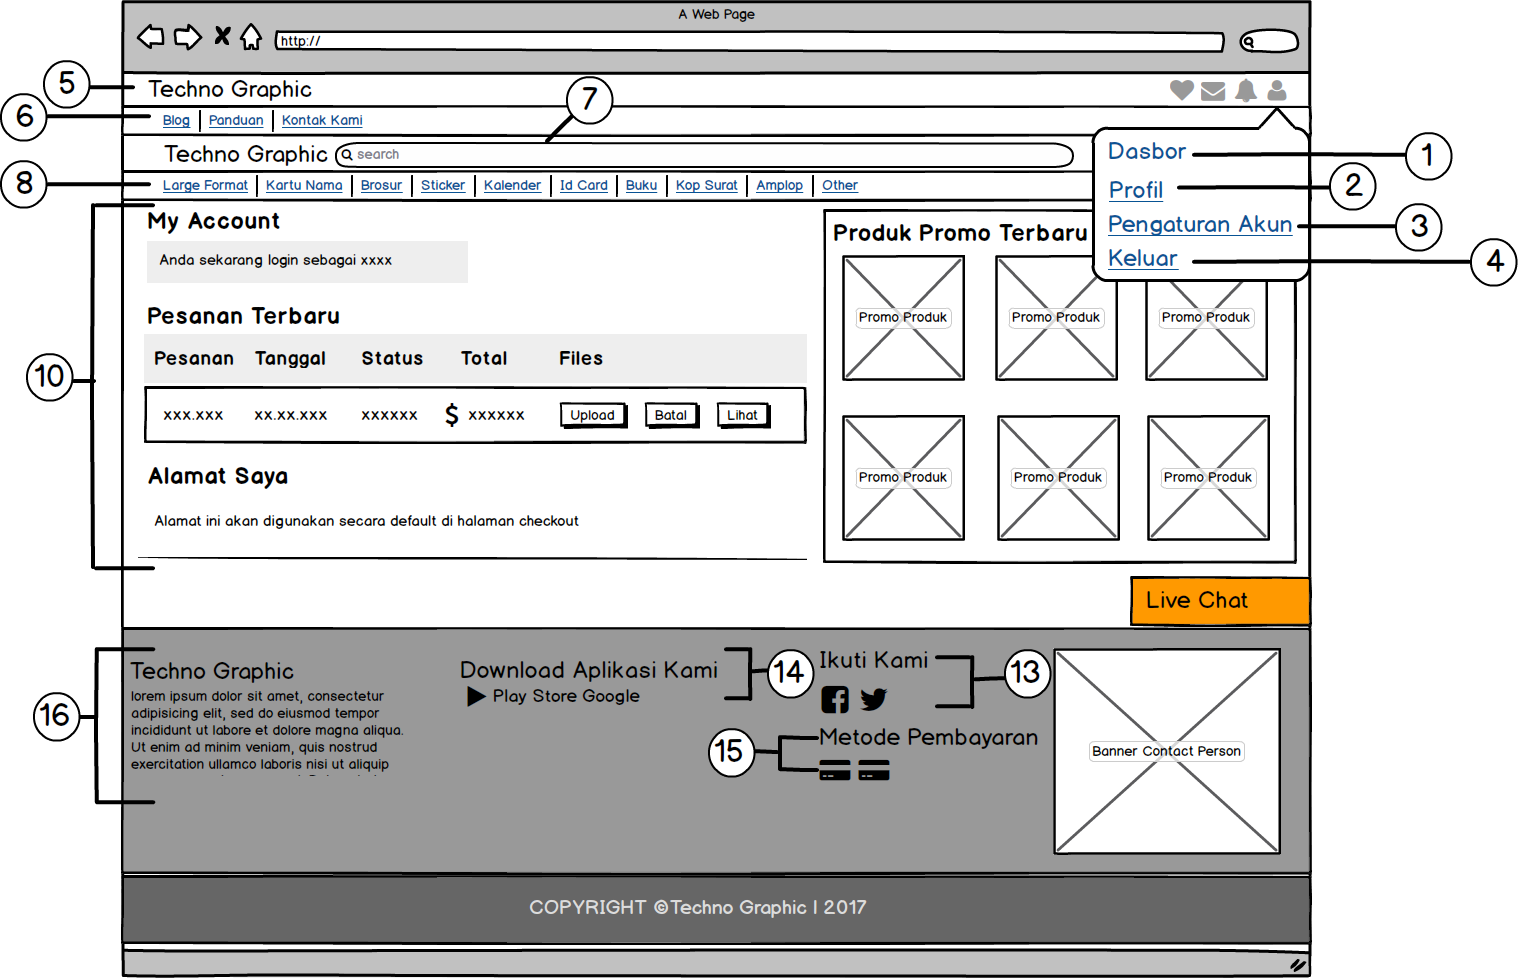 A Web Page
http://
5
Techno Graphic
7
6
Blog
Panduan
Kontak Kami
Techno Graphic
search
Dasbor
1
8
Large Format
Kartu Nama
Brosur
Sticker
Kalender
Id Card
Buku
Kop Surat
Amplop
Other
Profil
2
Pengaturan Akun
3
Keluar
4
10
My Account
Anda sekarang login sebagai xxxx
Pesanan Terbaru
Pesanan
Tanggal
Status
Total
Files
xxx.xxx
xx.xx.xxx
xxxxxx
$ xxxxxx
Upload
Batal
Lihat
Alamat Saya
Alamat ini akan digunakan secara default di halaman checkout
Produk Promo Terbaru
Promo Produk
Promo Produk
Promo Produk
Promo Produk
Promo Produk
Promo Produk
Live Chat
16
Techno Graphic
lorem ipsum dolor sit amet, consectetur
adipisicing elit, sed do eiusmod tempor
incididunt ut labore et dolore magna aliqua.
Ut enim ad minim veniam, quis nostrud
exercitation ullamco laboris nisi ut aliquip
Download Aplikasi Kami
Play Store Google
14
Ikuti Kami
13
15
Metode Pembayaran
Banner Contact Person
COPYRIGHT ©Techno Graphic | 2017